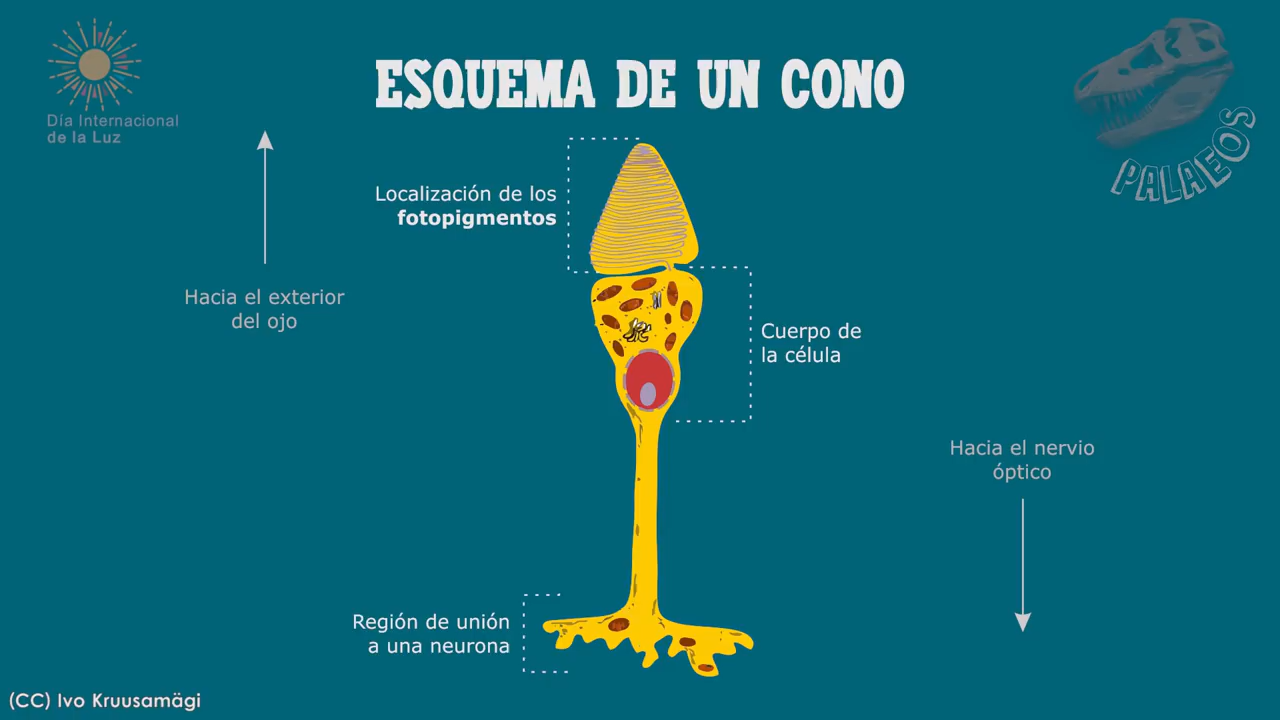 Día Internacional
de la Luz
ESQUEMA DE UN CONO
PALAEOS
Localización de los
fotopigmentos
Hacia el exterior
del ojo
Cuerpo de
la célula
Hacia el nervio
óptico
Región de unión
a una neurona
(CC) Ivo Kruusamägi